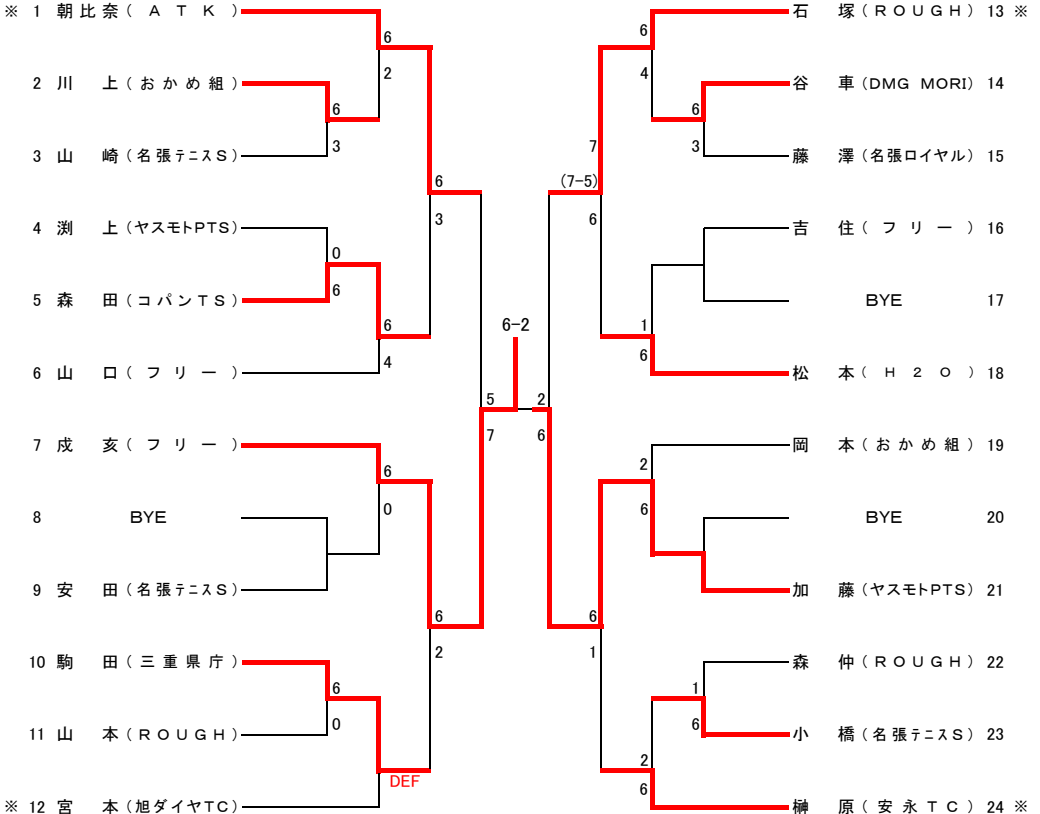 ※ 1 朝比奈(ATK)
6
2
2 川 上(おかめ組)
6
3
3 山 崎(名張テニスS)
6
3
4 渕 上(ヤスモトPTS)
0
6
5 森 田(コパンTS)
6
4
6 山 口(フリー)
5
7
7 戍 亥(フリー)
6
0
8 BYE
9 安 田(名張テニスS)
6
2
10 駒 田(三重県庁)
6
0
11 山 本(ROUGH)
DEF
※ 12 宮 本(旭ダイヤTC)
6-2
石 塚(ROUGH) 13 ※
6
4
谷 車(DMG MORI) 14
6
3
藤 澤(名張ロイヤル) 15
7
(7-5)
6
吉 住(フリー) 16
BYE 17
1
6
松 本(H2O) 18
2
6
岡 本(おかめ組) 19
2
6
BYE 20
加 藤(ヤスモトPTS) 21
6
1
森 仲(ROUGH) 22
1
6
小 橋(名張テニスS) 23
2
6
榊 原(安永TC) 24 ※